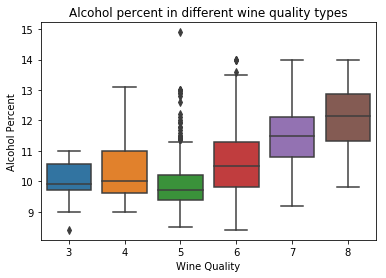 Alcohol percent in different wine quality types
Alcohol Percent
15
14
13
12
11
10
9
3 4 5 6 7 8
Wine Quality